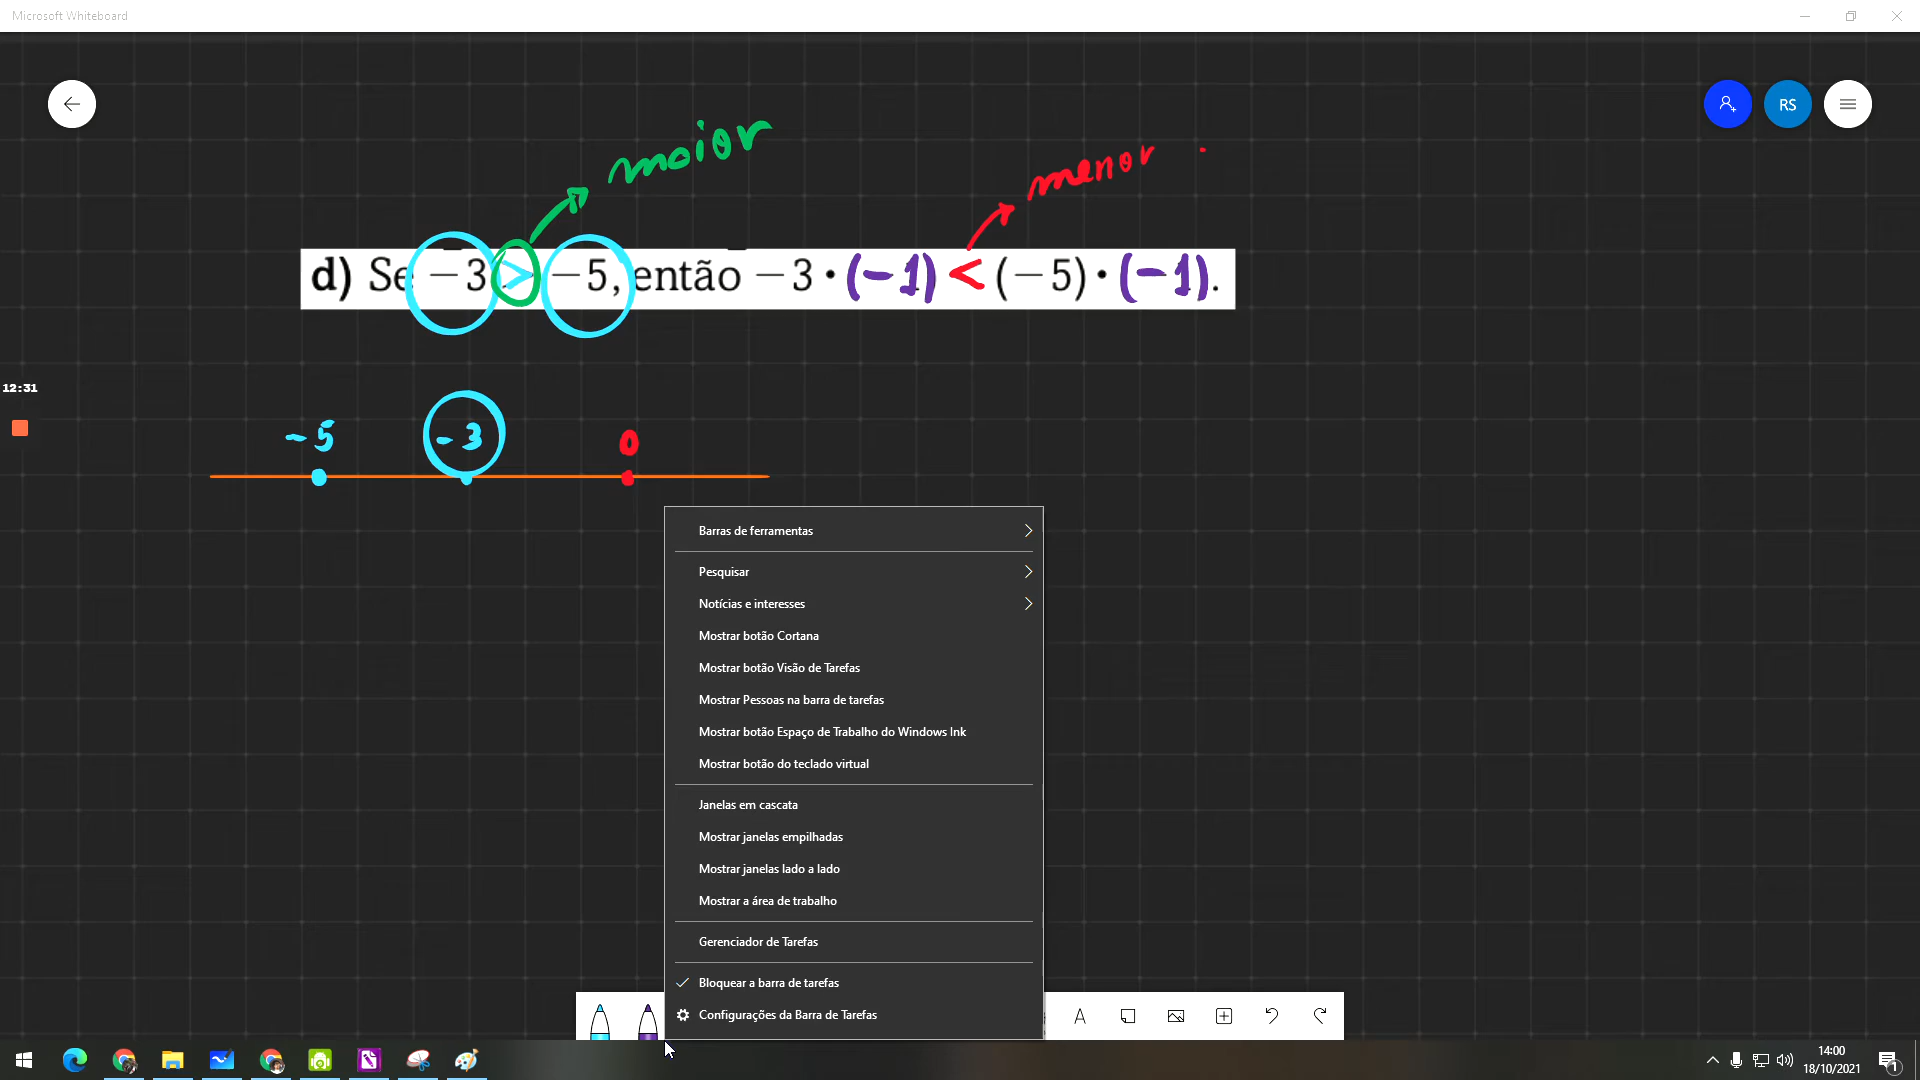 Microsoft Whiteboard
RS
maior
menor
d) Se −3 > −5, então −3 • (−1) < (−5) • (−1).
12:31
-5 -3 0
Barras de ferramentas
Pesquisar
Notícias e interesses
Mostrar botão Cortana
Mostrar botão Visão de Tarefas
Mostrar Pessoas na barra de tarefas
Mostrar botão Espaço de Trabalho do Windows Ink
Mostrar botão do teclado virtual
Janelas em cascata
Mostrar janelas empilhadas
Mostrar janelas lado a lado
Mostrar a área de trabalho
Gerenciador de Tarefas
Bloquear a barra de tarefas
Configurações da Barra de Tarefas
A
14:00
18/10/2021
1